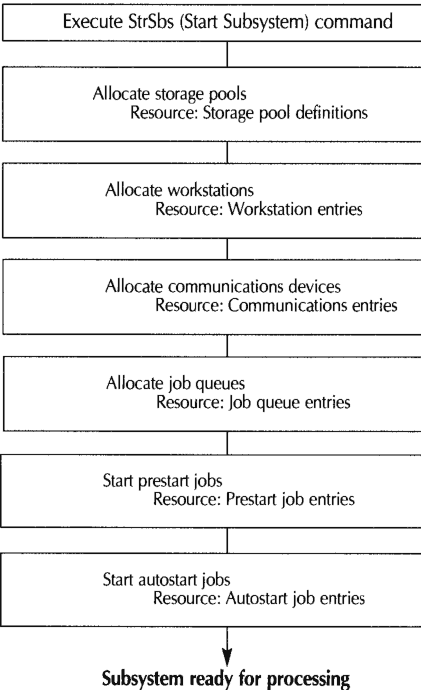 Execute StrSbs (Start Subsystem) command
Allocate storage pools
Resource: Storage pool definitions
Allocate workstations
Resource: Workstation entries
Allocate communications devices
Resource: Communications entries
Allocate job queues
Resource: Job queue entries
Start prestart jobs
Resource: Prestart job entries
Start autostart jobs
Resource: Autostart job entries
Subsystem ready for processing